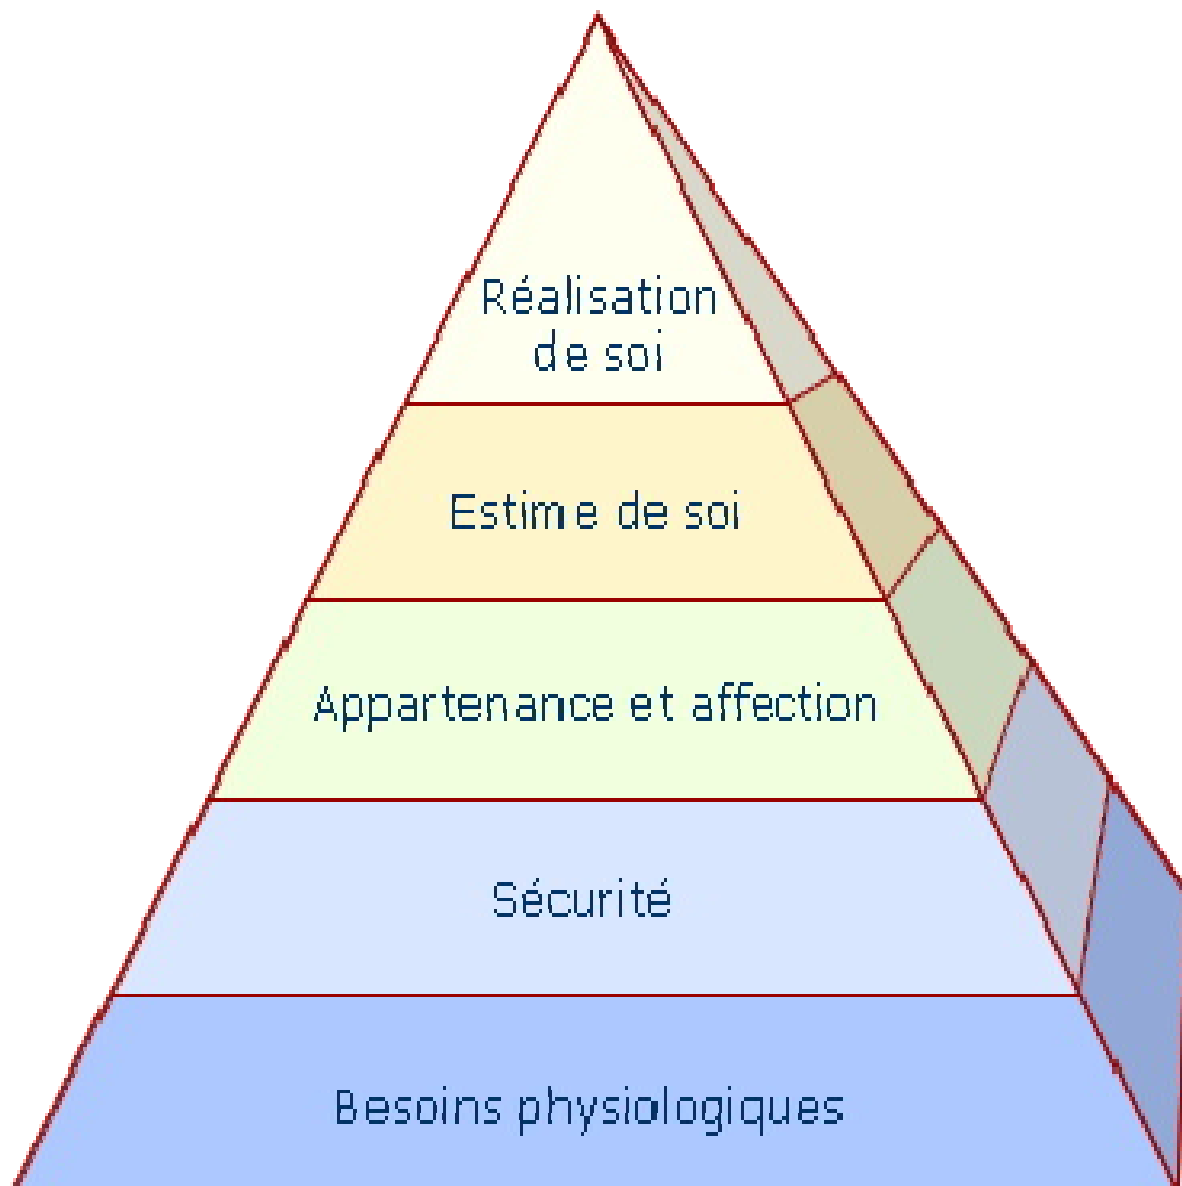 Réalisation
de soi
Estime de soi
Appartenance et affection
Sécurité
Besoins physiologiques